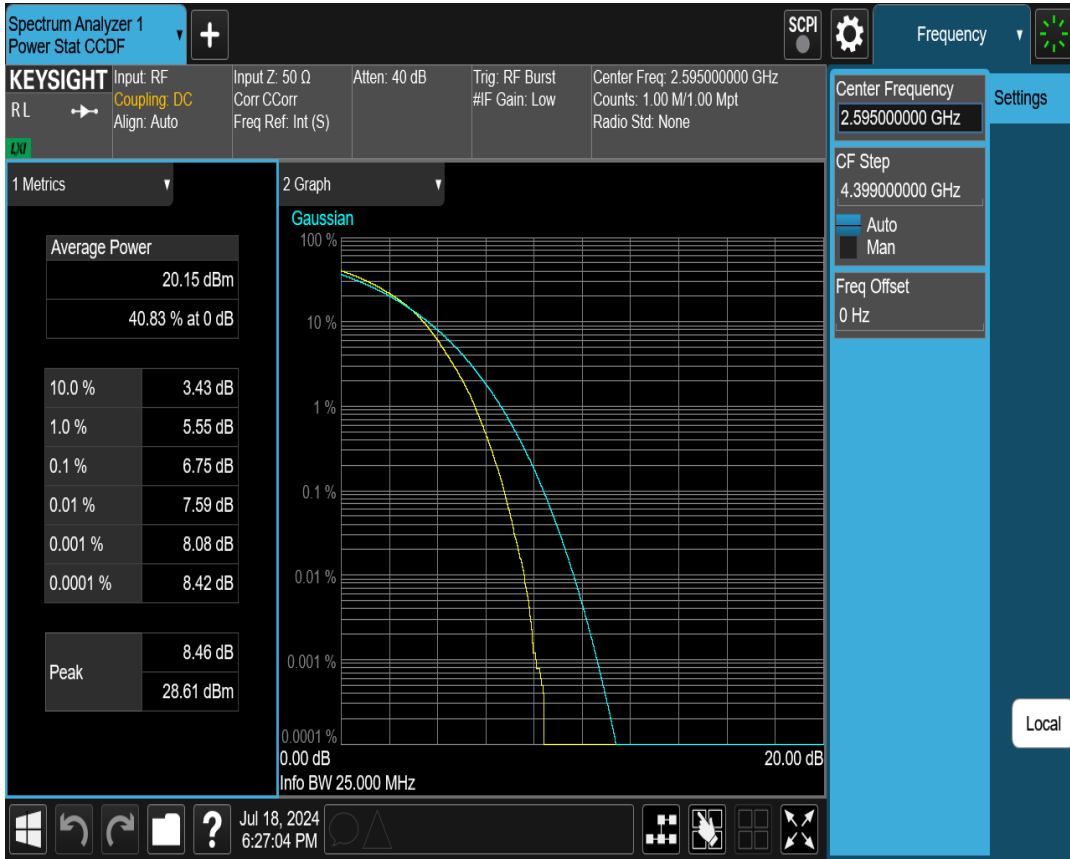 Spectrum Analyzer 1
Power Stat CCDF
+
SCPI
Frequency
KEYSIGHT
RL
LXI
Input: RF
Coupling: DC
Align: Auto
Input Z: 50 Ω
Corr CCorr
Freq Ref: Int (S)
Atten: 40 dB
Trig: RF Burst
#IF Gain: Low
Center Freq: 2.595000000 GHz
Counts: 1.00 M/1.00 Mpt
Radio Std: None
Center Frequency
2.595000000 GHz
Settings
CF Step
4.399000000 GHz
Auto
Man
Freq Offset
0 Hz
Local
1 Metrics
Average Power
20.15 dBm
40.83 % at 0 dB
10.0 % 3.43 dB
1.0 % 5.55 dB
0.1 % 6.75 dB
0.01 % 7.59 dB
0.001 % 8.08 dB
0.0001 % 8.42 dB
Peak
8.46 dB
28.61 dBm
2 Graph
Gaussian
100 %
10 %
1 %
0.1 %
0.01 %
0.001 %
0.0001 %
0.00 dB 20.00 dB
Info BW 25.000 MHz
?
Jul 18, 2024
6:27:04 PM